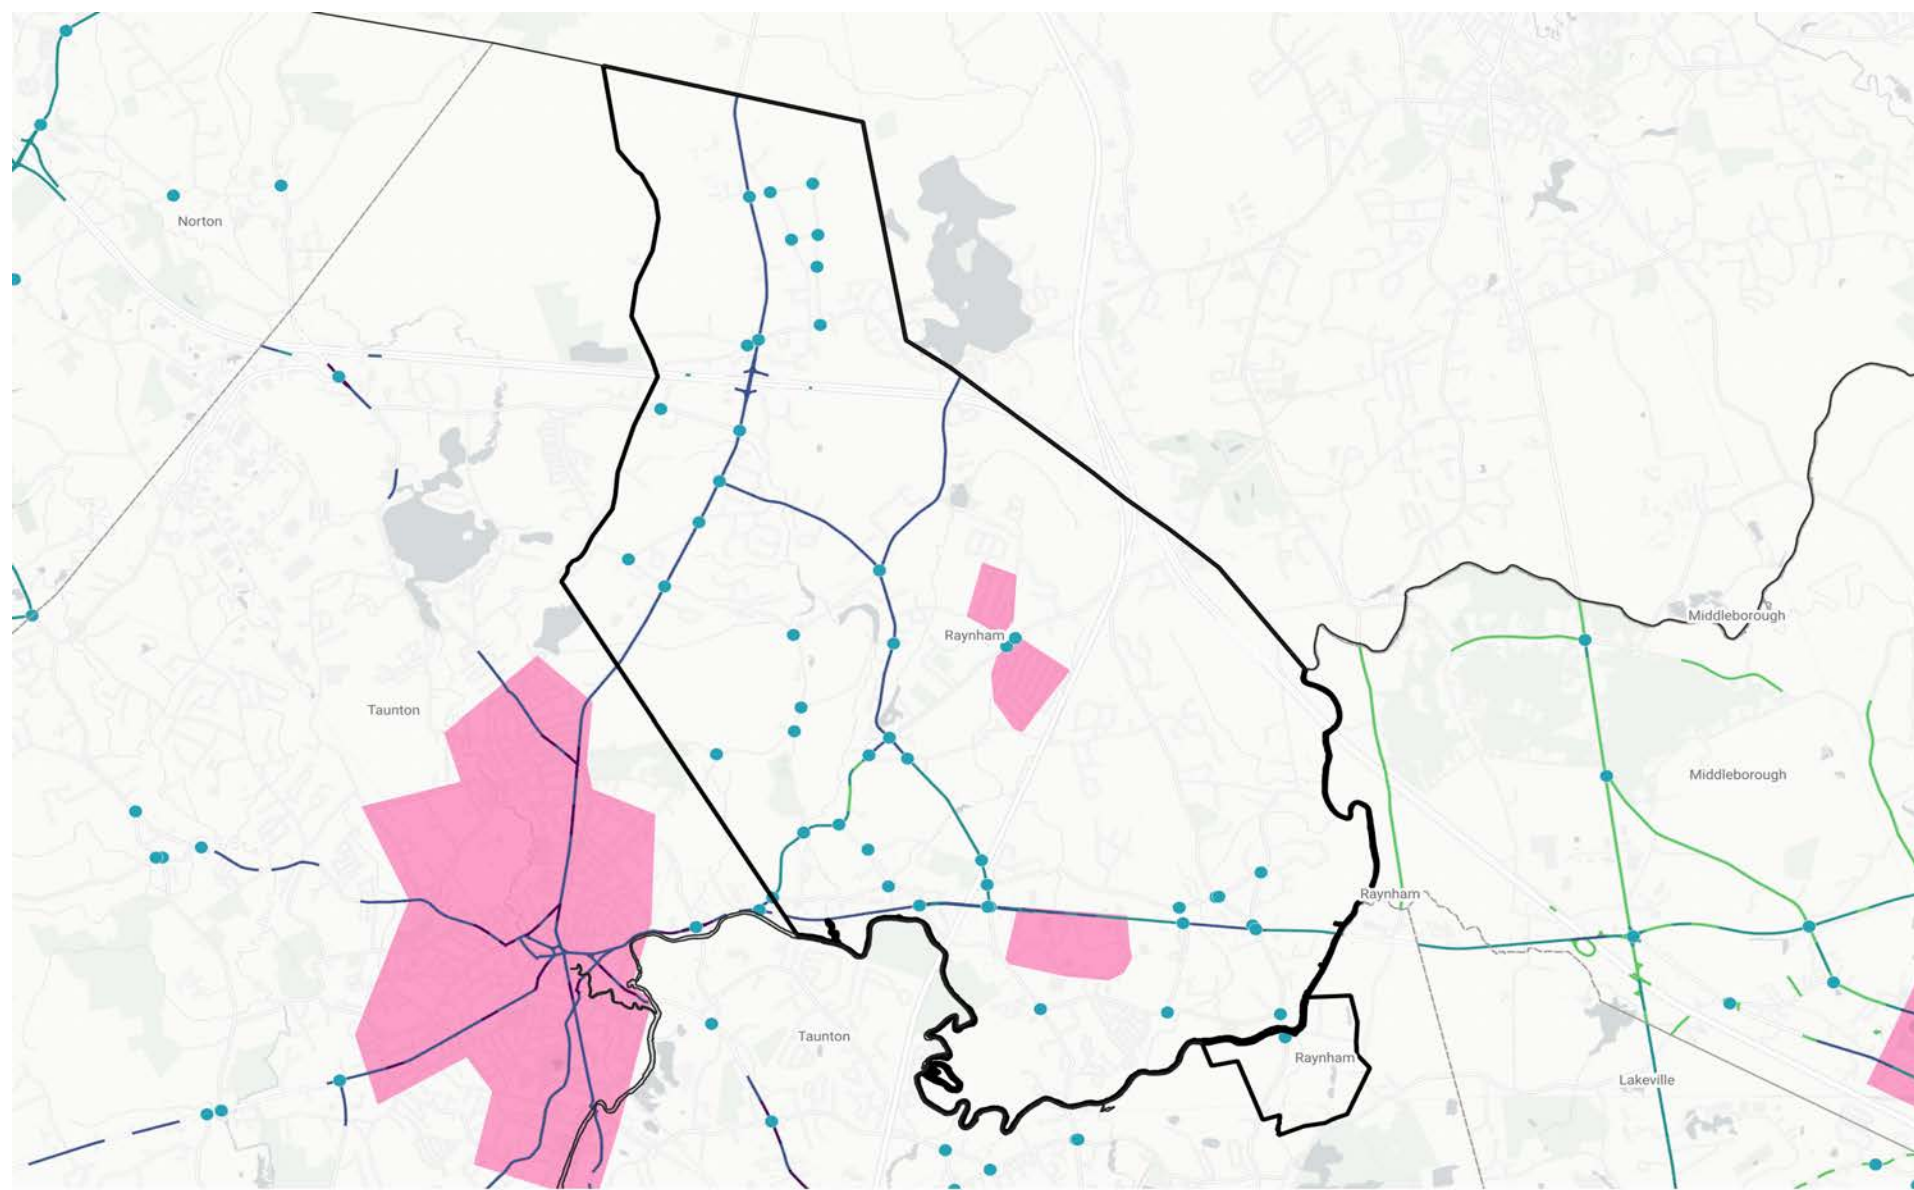 Norton
Middleborough
Raynham
Taunton
Middleborough
Raynham
Taunton
Raynham
Lakeville